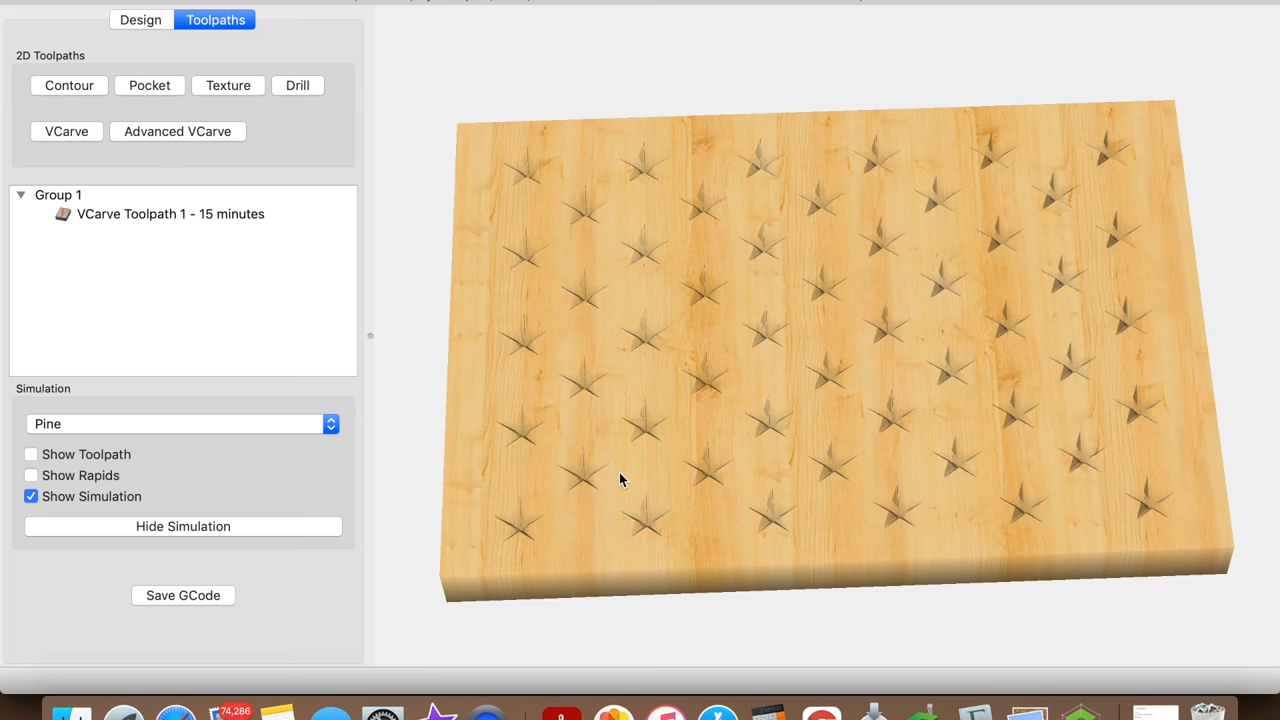 Design Toolpaths
2D Toolpaths
Contour Pocket Texture Drill
VCarve Advanced VCarve
Group 1
VCarve Toolpath 1 - 15 minutes
Simulation
Pine
Show Toolpath
Show Rapids
Show Simulation
Hide Simulation
Save GCode
74,286